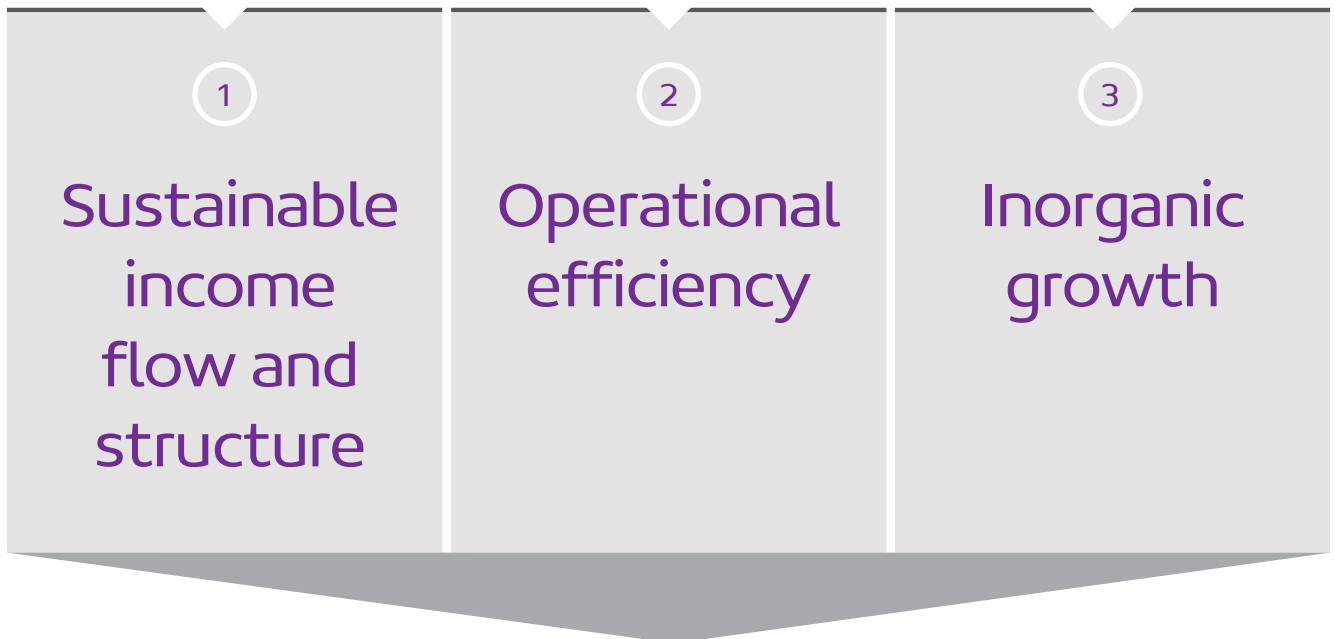 1
Sustainable
income
flow and
structure
2
Operational
efficiency
3
Inorganic
growth